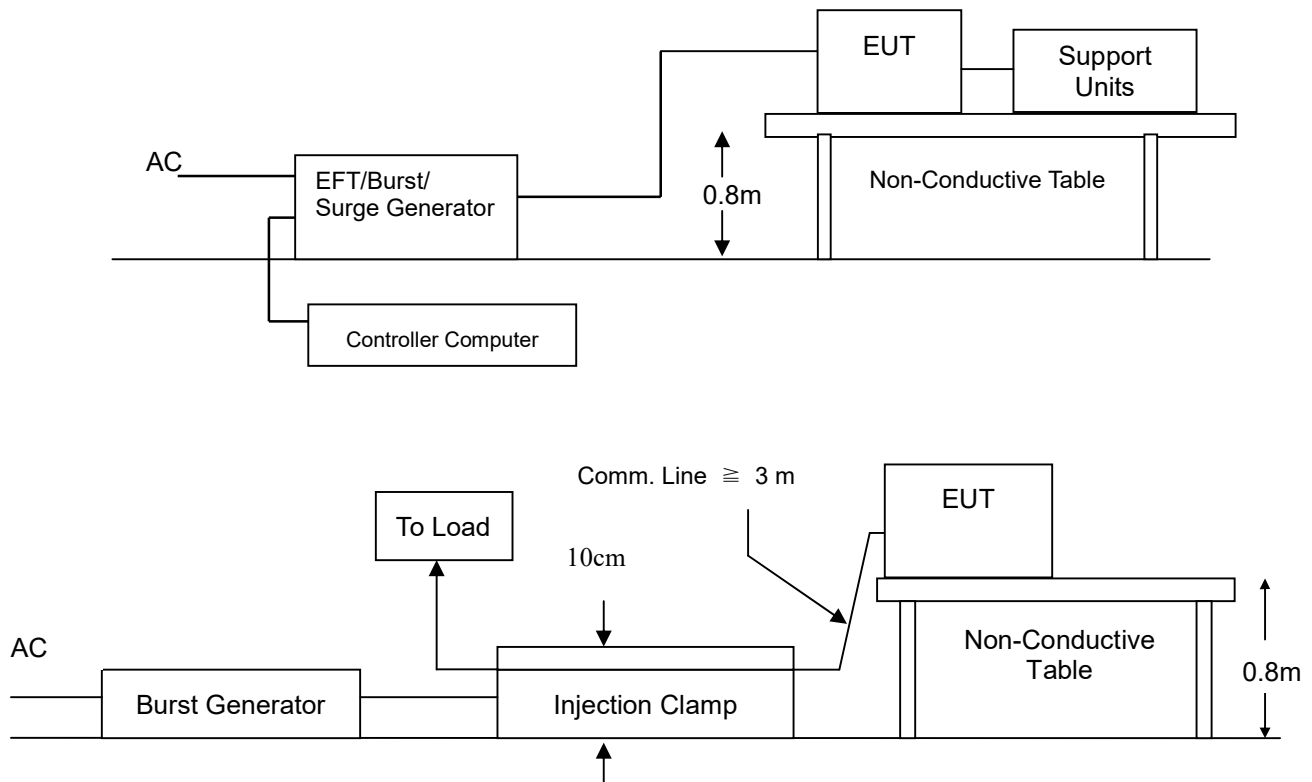 EUT
Support
Units
AC
EFT/Burst/
Surge Generator
0.8m
Non-Conductive Table
Controller Computer
Comm. Line ≧ 3 m
EUT
To Load
10cm
AC
Non-Conductive
Table
0.8m
Burst Generator
Injection Clamp